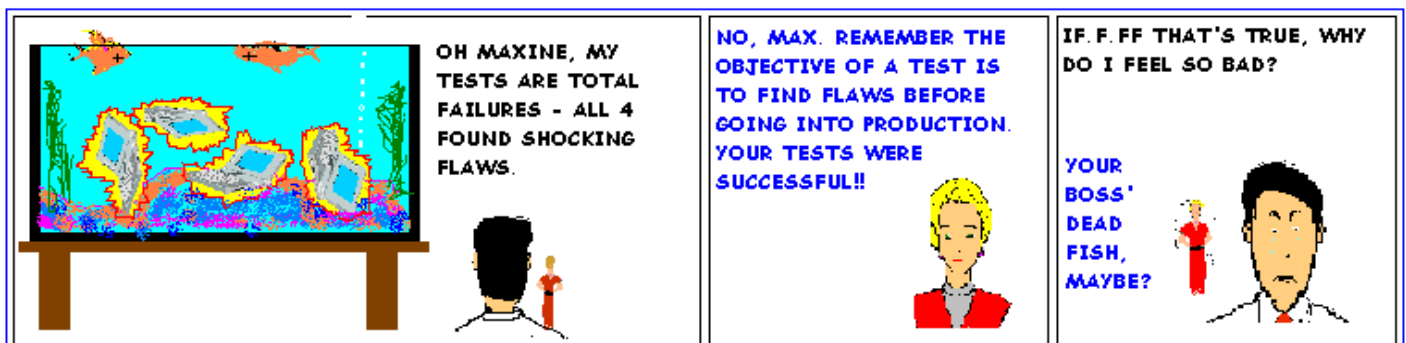 OH MAXINE, MY
TESTS ARE TOTAL
FAILURES - ALL 4
FOUND SHOCKING
FLAWS.
NO, MAX. REMEMBER THE
OBJECTIVE OF A TEST IS
TO FIND FLAWS BEFORE
GOING INTO PRODUCTION.
YOUR TESTS WERE
SUCCESSFUL!!
IF.F.FF THAT'S TRUE, WHY
DO I FEEL SO BAD?
YOUR
BOSS'
DEAD
FISH,
MAYBE?